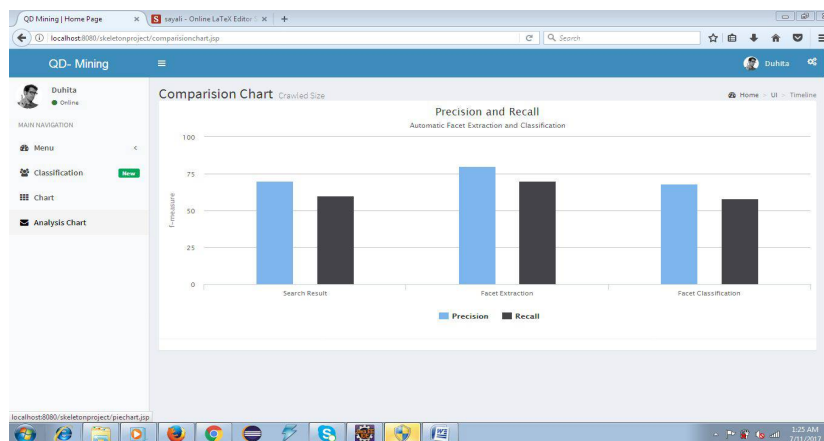 QD Mining | Home Page
sayali - Online LaTeX Editor
localhost:8080/skeletonproject/comparisionchart.jsp
Search
QD- Mining
Duhita
Duhita
Online
Comparision Chart Crawled Size
Home > UI > Timeline
MAIN NAVIGATION
Menu
Classification New
Chart
Analysis Chart
Precision and Recall
Automatic Facet Extraction and Classification
f-measure
100
75
50
25
0
Search Result Facet Extraction Facet Classification
Precision Recall
localhost:8080/skeletonproject/piechart.jsp
1:25 AM
7/11/2017